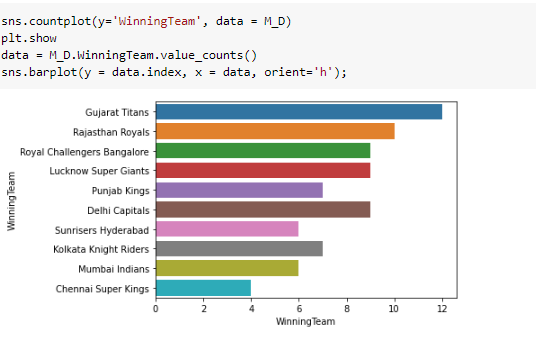 sns.countplot(y='WinningTeam', data = M_D)
plt.show
data = M_D.WinningTeam.value_counts()
sns.barplot(y = data.index, x = data, orient='h');
Gujarat Titans
Rajasthan Royals
Royal Challengers Bangalore
Lucknow Super Giants
Punjab Kings
Delhi Capitals
Sunrisers Hyderabad
Kolkata Knight Riders
Mumbai Indians
Chennai Super Kings
WinningTeam
0 2 4 6 8 10 12
WinningTeam